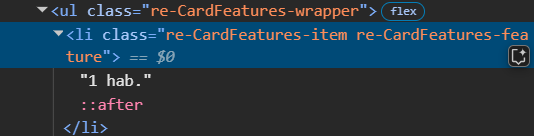 <ul class="re-CardFeatures-wrapper"> flex
<li class="re-CardFeatures-item re-CardFeatures-fea
ture"> == $0
"1 hab."
::after
</li>